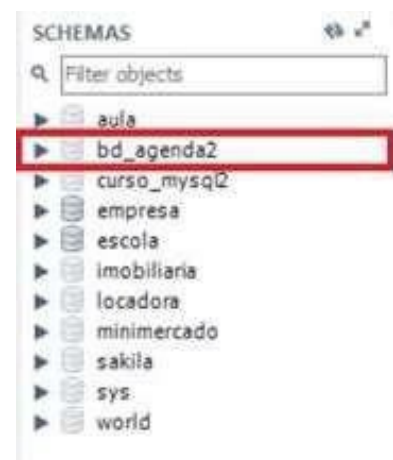 SCHEMAS
Filter objects
aula
bd_agenda2
curso_mysql2
empresa
escola
imobiliaria
locadora
minimercado
sakila
sys
world